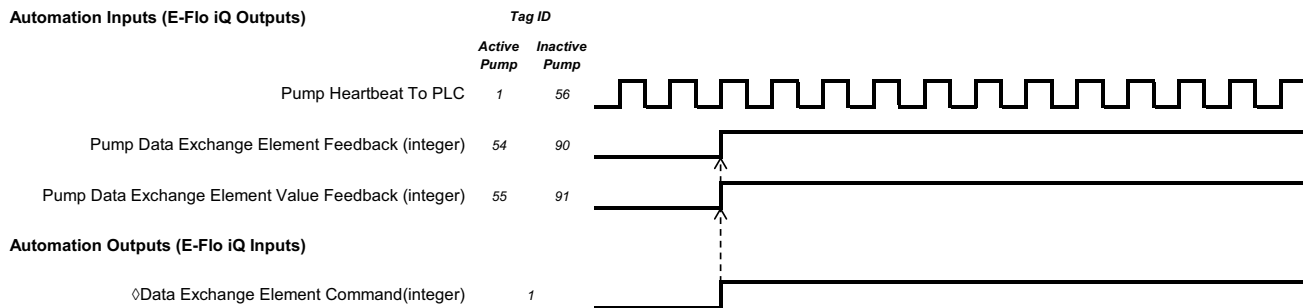 Automation Inputs (E-Flo iQ Outputs) Tag ID
Active Pump Inactive Pump
Pump Heartbeat To PLC 1 56
Pump Data Exchange Element Feedback (integer) 54 90
Pump Data Exchange Element Value Feedback (integer) 55 91
Automation Outputs (E-Flo iQ Inputs)
◊Data Exchange Element Command(integer) 1